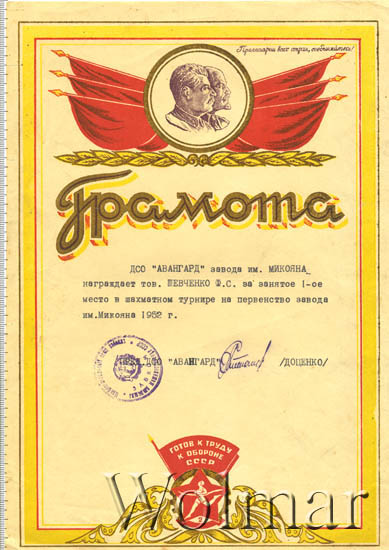 Пролетарии всех стран, соединяйтесь!
Грамота
ДСО "АВАНГАРД" завода им. МИКОЯНА
награждает тов. ШЕВЧЕНКО Ф.С. за занятое 1-ое
место в шахматном турнире на первенство завода
им.Микояна 1952 г.
ПРЕД.ДСО "АВАНГАРД" /ДОЦЕНКО/
ГОТОВ К ТРУДУ
К ОБОРОНЕ
СССР
Wolmar